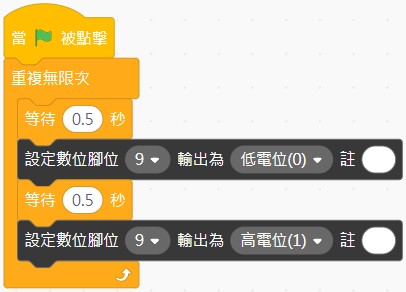 當 被點擊
重複無限次
等待 0.5 秒
設定數位腳位 9 輸出為 低電位(0) 註
等待 0.5 秒
設定數位腳位 9 輸出為 高電位(1) 註